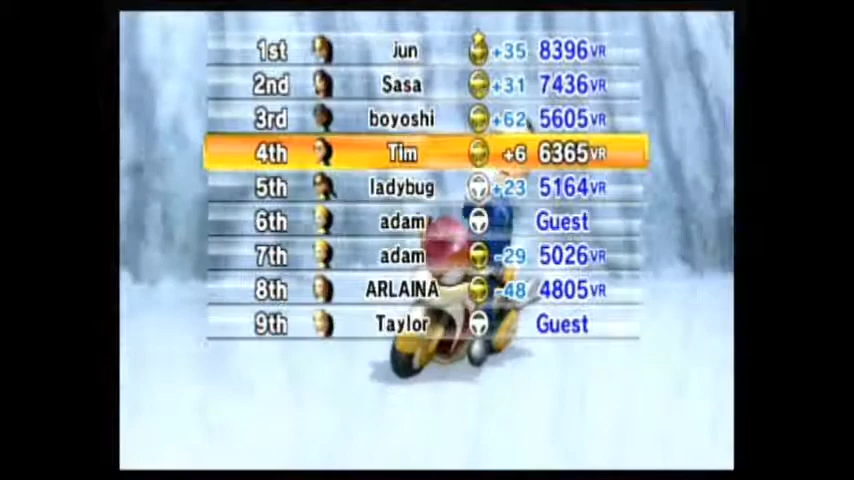 1st jun +35 8396VR
2nd Sasa +31 7436VR
3rd boyoshi +62 5605VR
4th Tim +6 6365VR
5th ladybug +23 5164VR
6th adam Guest
7th adam -29 5026VR
8th ARLAINA -48 4805VR
9th Taylor Guest